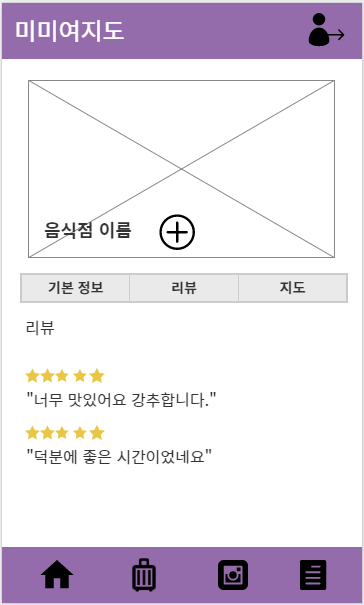 미미여지도
음식점 이름
기본 정보 리뷰 지도
리뷰
"너무 맛있어요 강추합니다."
"덕분에 좋은 시간이었네요"